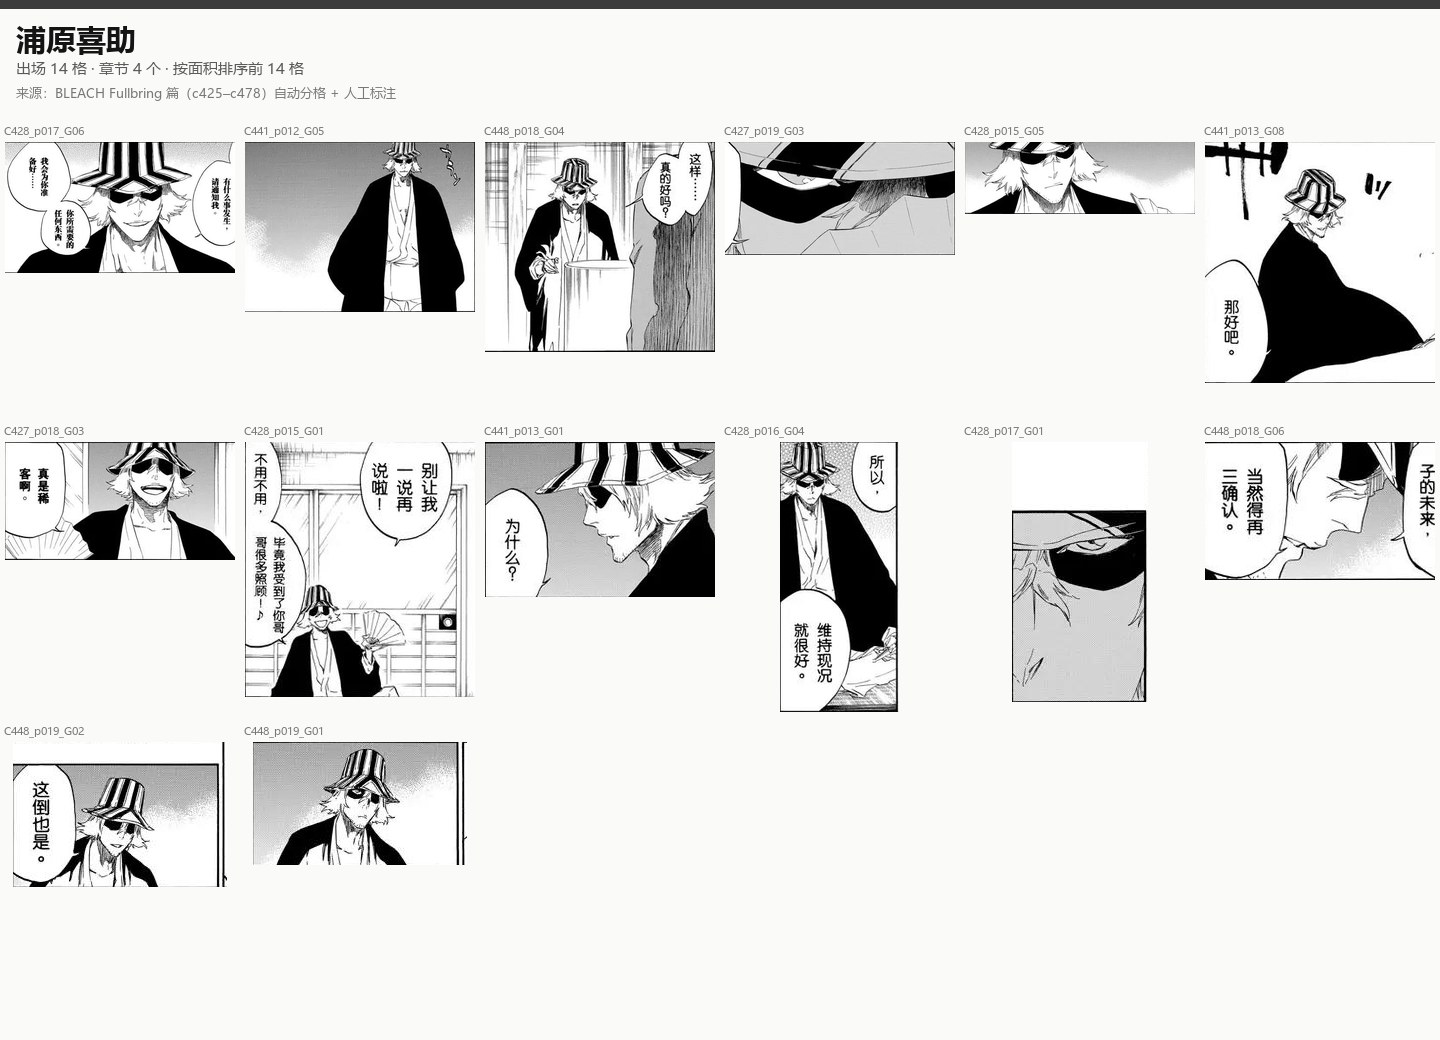 浦原喜助
出场 14 格 · 章节 4 个 · 按面积排序前 14 格
来源：BLEACH Fullbring 篇（c425–c478）自动分格 + 人工标注
C428_p017_G06
我会为你准
备好……
你所需要的
任何东西。
有什么事发生，
请通知我。
C441_p012_G05
C448_p018_G04
这样……
真的好吗？
C427_p019_G03
C428_p015_G05
C441_p013_G08
那好吧。
C427_p018_G03
真是稀
客啊。
C428_p015_G01
别让我
一说再
说啦！
不用不用，
毕竟我受到了你哥
哥很多照顾！♪
C441_p013_G01
为什么？
C428_p016_G04
所以，
维持现况
就很好。
C428_p017_G01
C448_p018_G06
子的未来，
当然得再
三确认。
C448_p019_G02
这倒也是。
C448_p019_G01